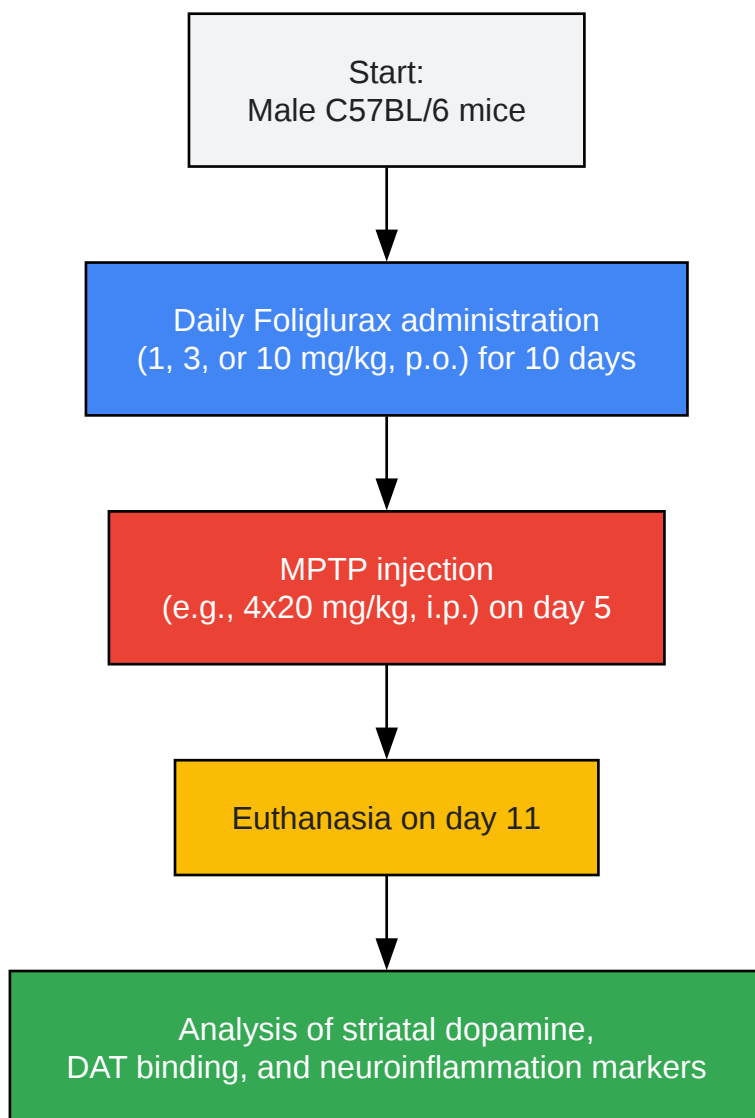 Start:
Male C57BL/6 mice
Daily Foliglurax administration
(1, 3, or 10 mg/kg, p.o.) for 10 days
MPTP injection
(e.g., 4x20 mg/kg, i.p.) on day 5
Euthanasia on day 11
Analysis of striatal dopamine,
DAT binding, and neuroinflammation markers